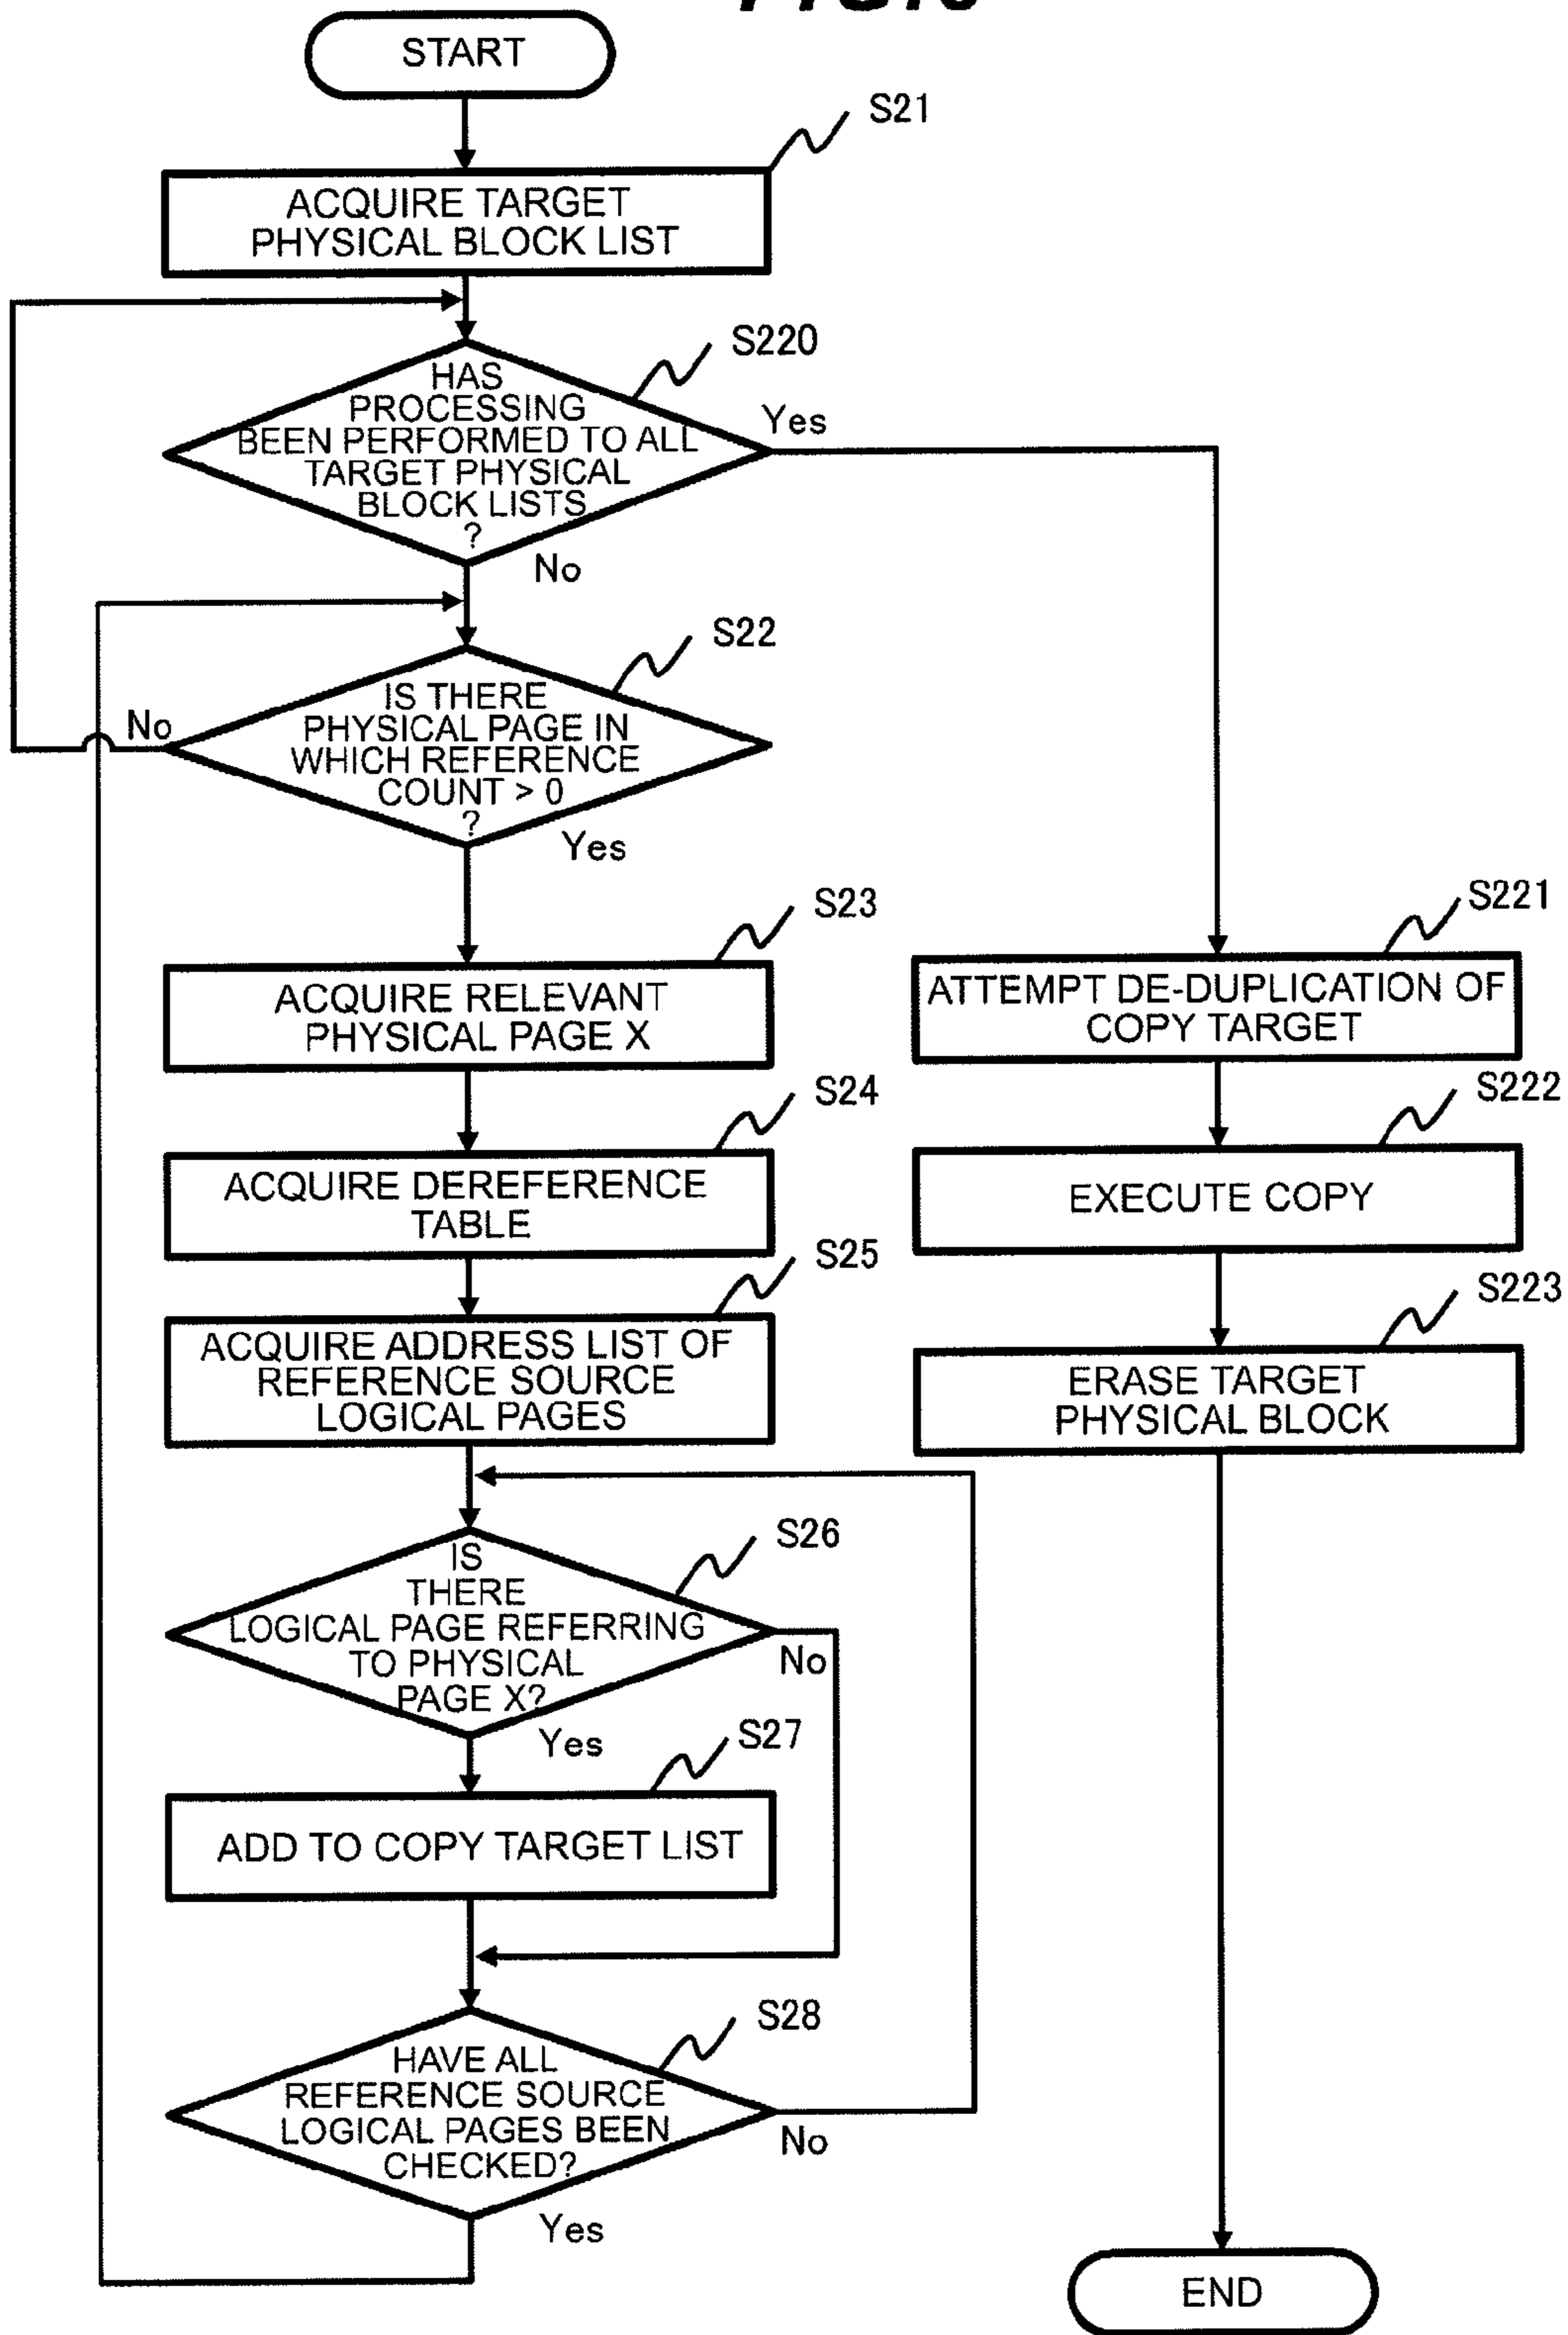 START
S21
ACQUIRE TARGET
PHYSICAL BLOCK LIST
S220
HAS
PROCESSING
BEEN PERFORMED TO ALL
TARGET PHYSICAL
BLOCK LISTS
?
Yes
No
S22
IS THERE
PHYSICAL PAGE IN
WHICH REFERENCE
COUNT > 0
?
No
Yes
S23
ACQUIRE RELEVANT
PHYSICAL PAGE X
S24
ACQUIRE DEREFERENCE
TABLE
S25
ACQUIRE ADDRESS LIST OF
REFERENCE SOURCE
LOGICAL PAGES
S26
IS
THERE
LOGICAL PAGE REFERRING
TO PHYSICAL
PAGE X?
No
Yes
S27
ADD TO COPY TARGET LIST
S28
HAVE ALL
REFERENCE SOURCE
LOGICAL PAGES BEEN
CHECKED?
No
Yes
S221
ATTEMPT DE-DUPLICATION OF
COPY TARGET
S222
EXECUTE COPY
S223
ERASE TARGET
PHYSICAL BLOCK
END